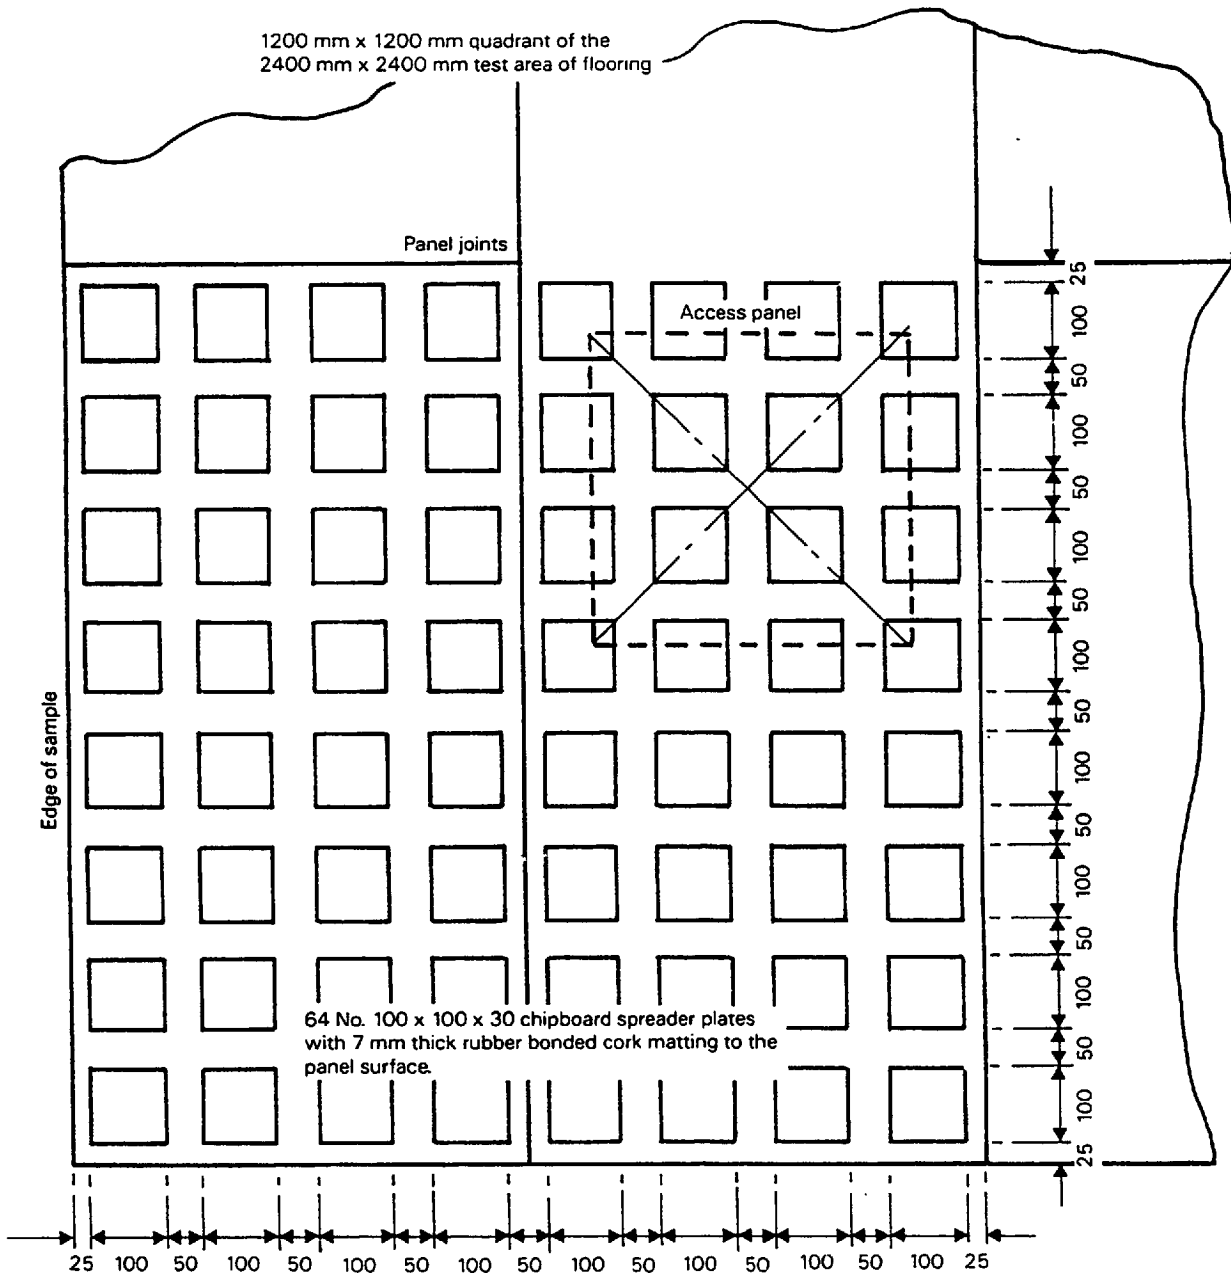 1200 mm x 1200 mm quadrant of the
2400 mm x 2400 mm test area of flooring
Panel joints
Access panel
Edge of sample
64 No. 100 x 100 x 30 chipboard spreader plates
with 7 mm thick rubber bonded cork matting to the
panel surface.
25
100
50
100
50
100
50
100
50
100
50
100
50
100
50
100
25
25 100 50 100 50 100 50 100 50 100 50 100 50 100 50 100 25